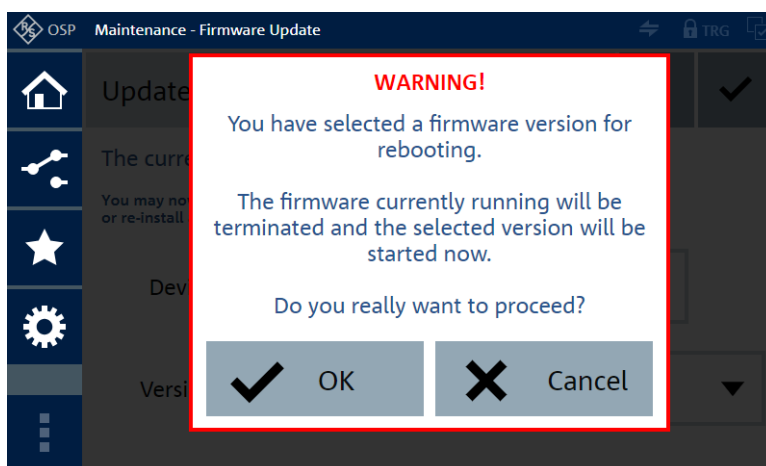 R&S OSP Maintenance - Firmware Update TRG
Update
WARNING!
You have selected a firmware version for
rebooting.
The curre
You may no
or re-install
The firmware currently running will be
terminated and the selected version will be
started now.
Devi
Do you really want to proceed?
Versi
OK Cancel